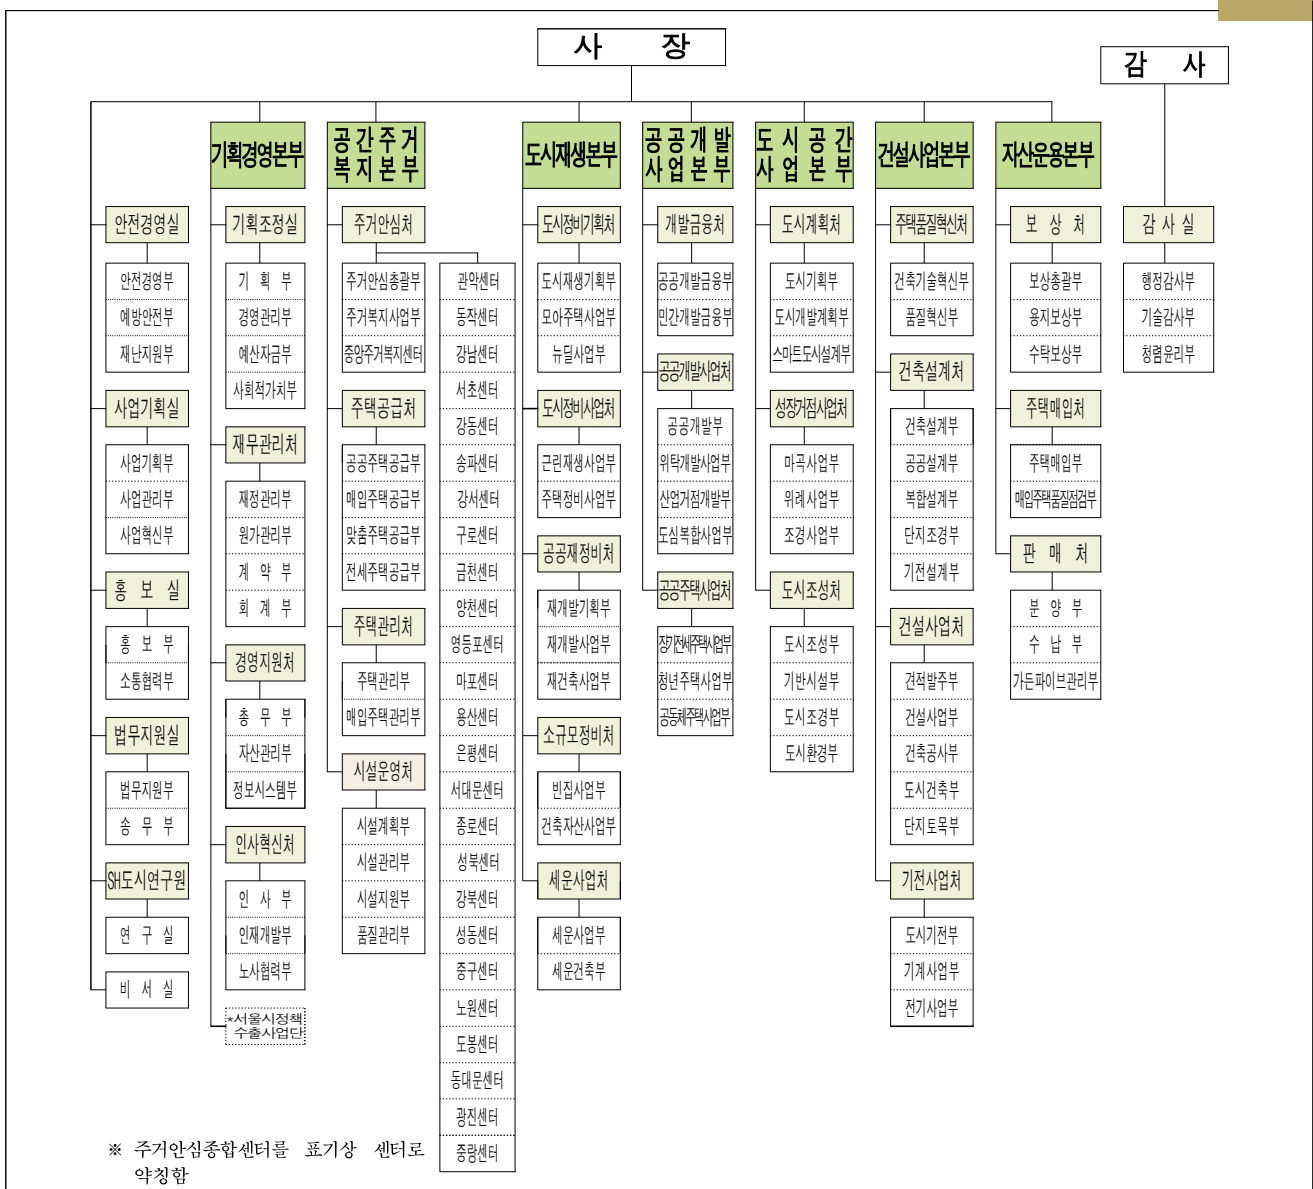 사 장
감 사
기획경영본부
공간주거
복지본부
도시재생본부
공공개발
사업본부
도시공간
사업본부
건설사업본부
자산운용본부
안전경영실
안전경영부
예방안전부
재난지원부
사업기획실
사업기획부
사업관리부
사업혁신부
홍 보 실
홍 보 부
소통협력부
법무지원실
법무지원부
송 무 부
SH도시연구원
연 구 실
비 서 실
기획조정실
기 획 부
경영관리부
예산자금부
사회적가치부
재무관리처
재정관리부
원가관리부
계 약 부
회 계 부
경영지원처
총 무 부
자산관리부
정보시스템부
인사혁신처
인 사 부
인재개발부
노사협력부
*서울시정책
수출사업단
주거안심처
주거안심총괄부
주거복지사업부
중앙주거복지센터
주택공급처
공공주택공급부
매입주택공급부
맞춤주택공급부
전세주택공급부
주택관리처
주택관리부
매입주택관리부
시설운영처
시설계획부
시설관리부
시설지원부
품질관리부
관악센터
동작센터
강남센터
서초센터
강동센터
송파센터
강서센터
구로센터
금천센터
양천센터
영등포센터
마포센터
용산센터
은평센터
서대문센터
종로센터
성북센터
강북센터
성동센터
중구센터
노원센터
도봉센터
동대문센터
광진센터
중랑센터
도시정비기획처
도시재생기획부
모아주택사업부
뉴딜사업부
도시정비사업처
근린재생사업부
주택정비사업부
공공재정비처
재개발기획부
재개발사업부
재건축사업부
소규모정비처
빈집사업부
건축자산사업부
세운사업처
세운사업부
세운건축부
개발금융처
공공개발금융부
민간개발금융부
공공개발사업처
공공개발부
위탁개발사업부
산업거점개발부
도심복합사업부
공공주택사업처
장기전세주택사업부
청년주택사업부
공동체주택사업부
도시계획처
도시기획부
도시개발계획부
스마트도시설계부
성장거점사업처
마곡사업부
위례사업부
조경사업부
도시조성처
도시조성부
기반시설부
도시조경부
도시환경부
주택품질혁신처
건축기술혁신부
품질혁신부
건축설계처
건축설계부
공공설계부
복합설계부
단지조경부
기전설계부
건설사업처
견적발주부
건설사업부
건축공사부
도시건축부
단지토목부
기전사업처
도시기전부
기계사업부
전기사업부
보 상 처
보상총괄부
용지보상부
수탁보상부
주택매입처
주택매입부
매입주택품질점검부
판 매 처
분 양 부
수 납 부
가든파이브관리부
감 사 실
행정감사부
기술감사부
청렴윤리부
※ 주거안심종합센터를 표기상 센터로
약칭함